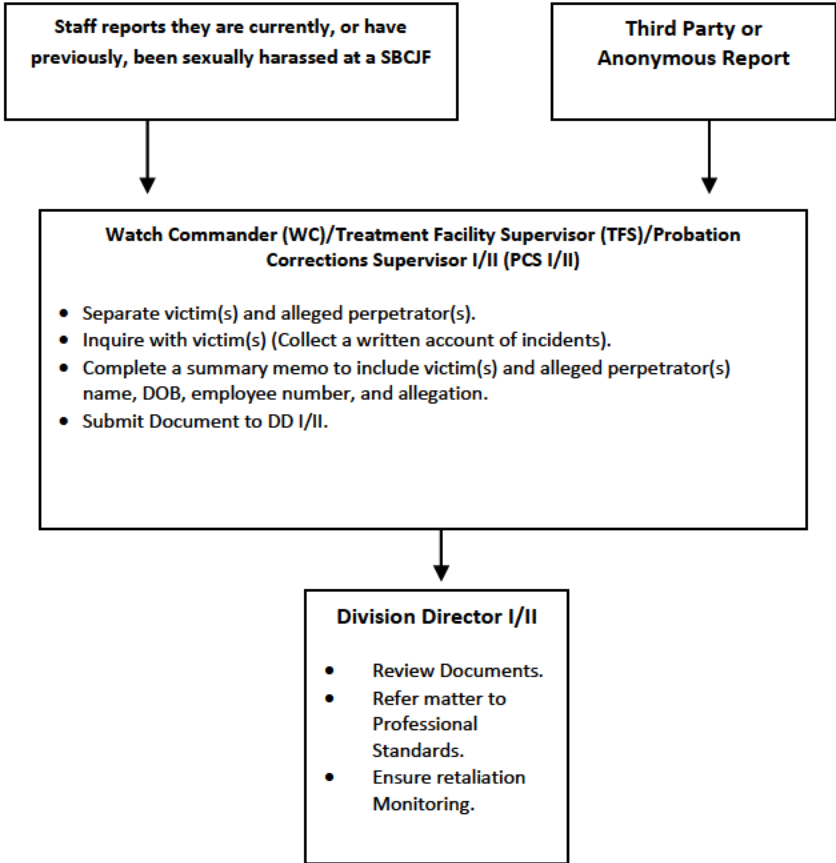 Staff reports they are currently, or have
previously, been sexually harassed at a SBCJF
Third Party or
Anonymous Report
Watch Commander (WC)/Treatment Facility Supervisor (TFS)/Probation
Corrections Supervisor I/II (PCS I/II)
• Separate victim(s) and alleged perpetrator(s).
• Inquire with victim(s) (Collect a written account of incidents).
• Complete a summary memo to include victim(s) and alleged perpetrator(s)
name, DOB, employee number, and allegation.
• Submit Document to DD I/II.
Division Director I/II
• Review Documents.
• Refer matter to
Professional
Standards.
• Ensure retaliation
Monitoring.